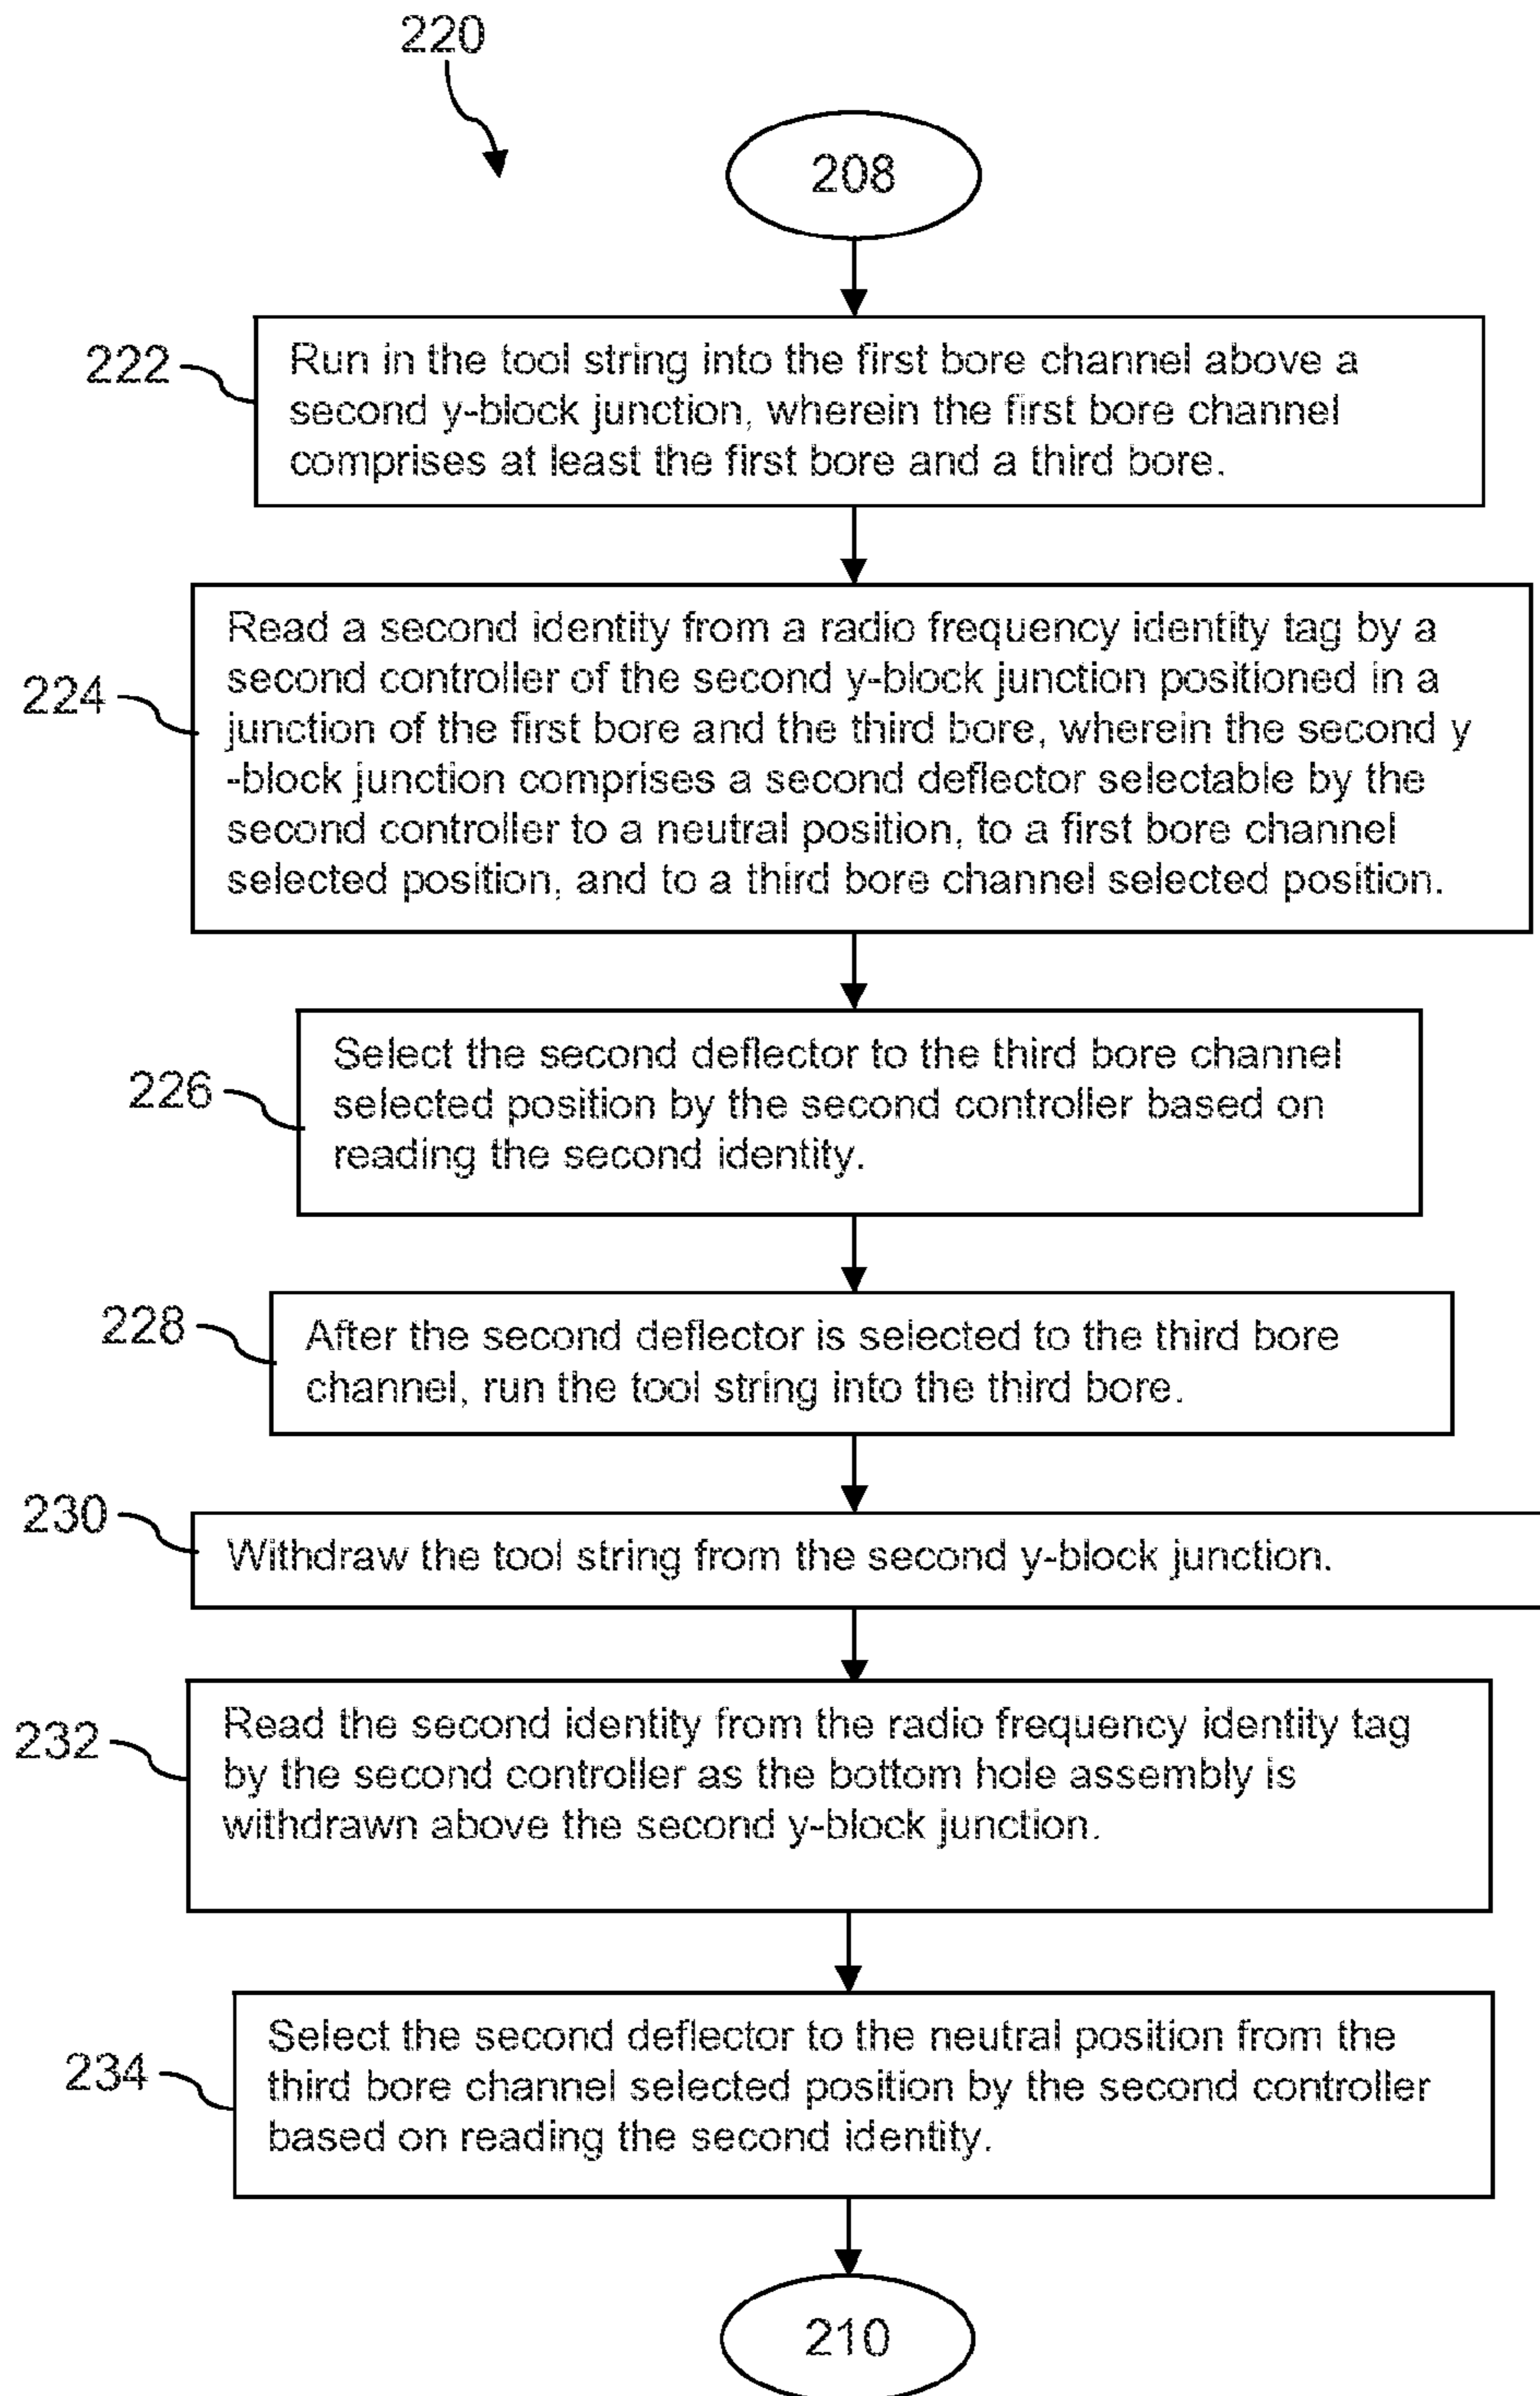 220
208
222
Run in the tool string into the first bore channel above a
second y-block junction, wherein the first bore channel
comprises at least the first bore and a third bore.
224
Read a second identity from a radio frequency identity tag by a
second controller of the second y-block junction positioned in a
junction of the first bore and the third bore, wherein the second y
-block junction comprises a second deflector selectable by the
second controller to a neutral position, to a first bore channel
selected position, and to a third bore channel selected position.
226
Select the second deflector to the third bore channel
selected position by the second controller based on
reading the second identity.
228
After the second deflector is selected to the third bore
channel, run the tool string into the third bore.
230
Withdraw the tool string from the second y-block junction.
232
Read the second identity from the radio frequency identity tag
by the second controller as the bottom hole assembly is
withdrawn above the second y-block junction.
234
Select the second deflector to the neutral position from the
third bore channel selected position by the second controller
based on reading the second identity.
210